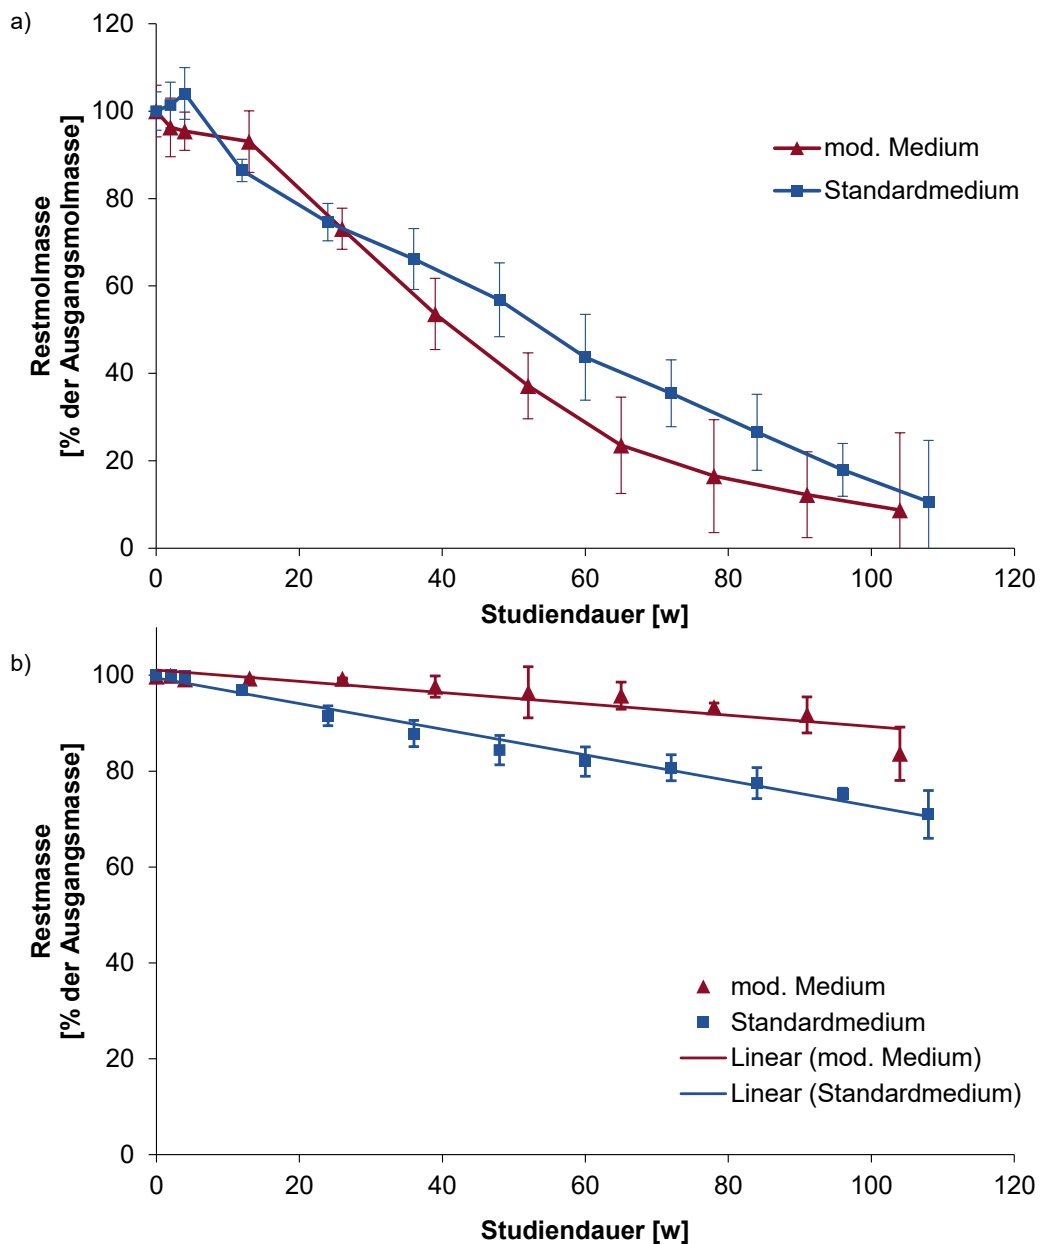 a)
Restmolmasse
[% der Ausgangsmolmasse]
120
100
80
60
40
20
0
mod. Medium
Standardmedium
0 20 40 60 80 100 120
Studiendauer [w]
b)
Restmasse
[% der Ausgangsmasse]
100
80
60
40
20
0
mod. Medium
Standardmedium
Linear (mod. Medium)
Linear (Standardmedium)
0 20 40 60 80 100 120
Studiendauer [w]